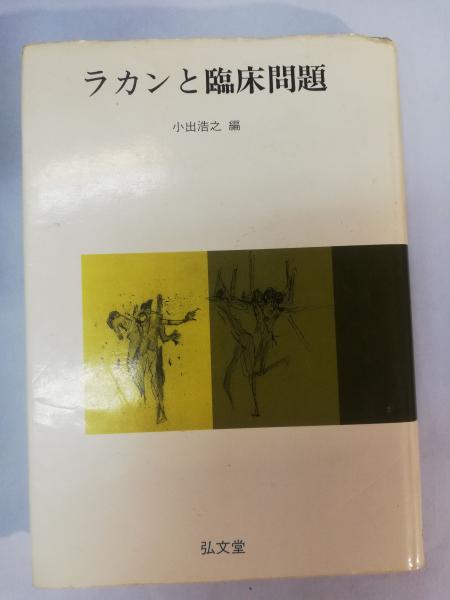 ラカンと臨床問題
小出浩之 編
弘文堂